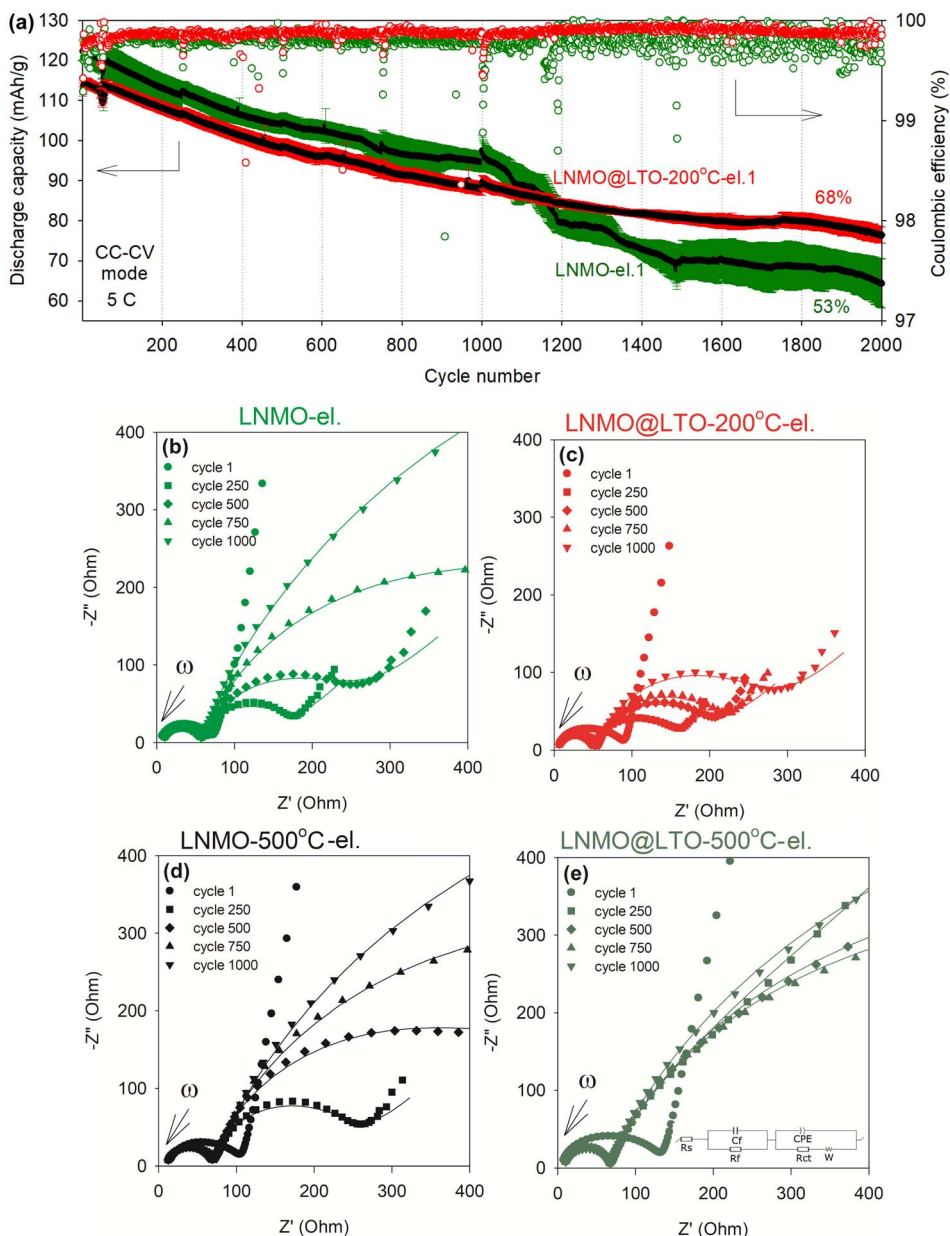 (a)
130
120
110
100
90
80
70
60
Discharge capacity (mAh/g)
100
99
98
97
Coulombic efficiency (%)
LNMO@LTO-200°C-el.1
68%
LNMO-el.1
53%
CC-CV
mode
5 C
200 400 600 800 1000 1200 1400 1600 1800 2000
Cycle number
LNMO-el.
(b)
cycle 1
cycle 250
cycle 500
cycle 750
cycle 1000
ω
400
300
200
100
0
-Z" (Ohm)
0 100 200 300 400
Z' (Ohm)
LNMO@LTO-200°C-el.
(c)
cycle 1
cycle 250
cycle 500
cycle 750
cycle 1000
ω
400
300
200
100
0
-Z" (Ohm)
0 100 200 300 400
Z' (Ohm)
LNMO-500°C-el.
(d)
cycle 1
cycle 250
cycle 500
cycle 750
cycle 1000
ω
400
300
200
100
0
-Z" (Ohm)
0 100 200 300 400
Z' (Ohm)
LNMO@LTO-500°C-el.
(e)
cycle 1
cycle 250
cycle 500
cycle 750
cycle 1000
ω
Rs
Cf
Rf
CPE
Rct
W
400
300
200
100
0
-Z" (Ohm)
0 100 200 300 400
Z' (Ohm)